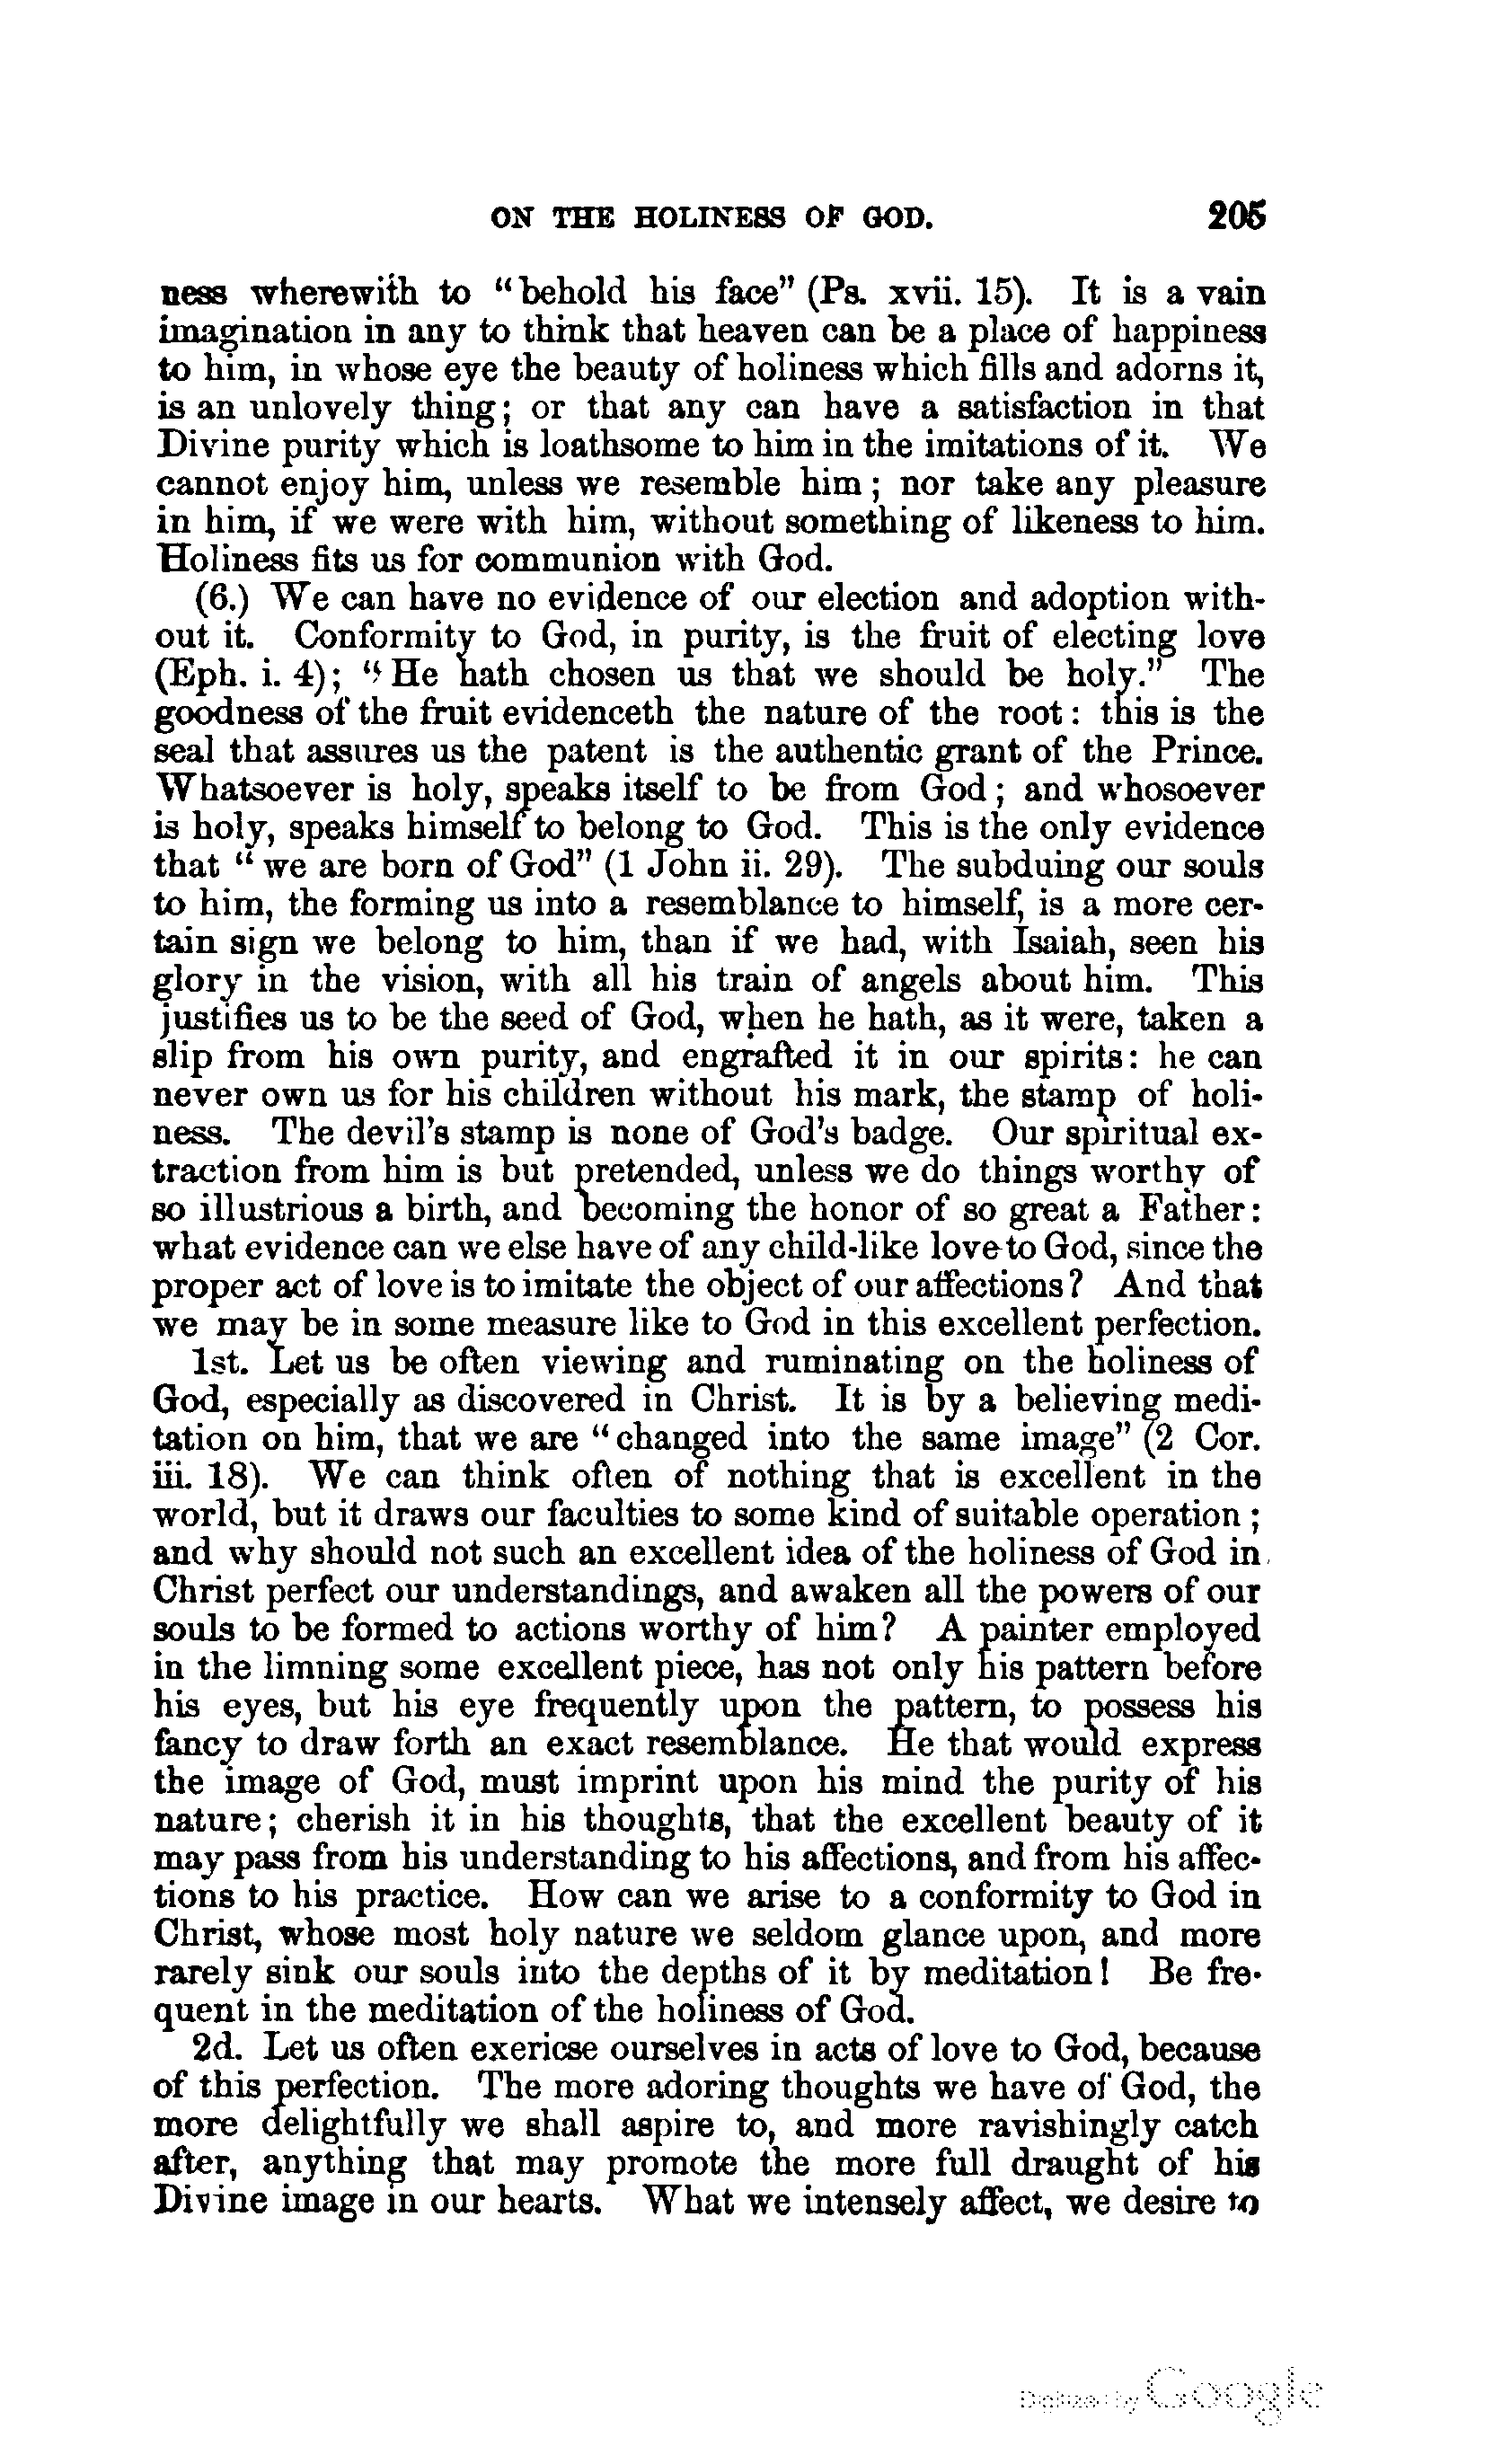 ON THE HOLINESS OF GOD. 205
ness wherewith to "behold his face" (Ps. xvii. 15). It is a vain
imagination in any to think that heaven can be a place of happiness
to him, in whose eye the beauty of holiness which fills and adorns it,
is an unlovely thing; or that any can have a satisfaction in that
Divine purity which is loathsome to him in the imitations of it. We
cannot enjoy him, unless we resemble him; nor take any pleasure
in him, if we were with him, without something of likeness to him.
Holiness fits us for communion with God.
(6.) We can have no evidence of our election and adoption with-
out it. Conformity to God, in purity, is the fruit of electing love
(Eph. i. 4); "He hath chosen us that we should be holy." The
goodness of the fruit evidenceth the nature of the root: this is the
seal that assures us the patent is the authentic grant of the Prince.
Whatsoever is holy, speaks itself to be from God; and whosoever
is holy, speaks himself to belong to God. This is the only evidence
that "we are born of God" (1 John ii. 29). The subduing our souls
to him, the forming us into a resemblance to himself, is a more cer-
tain sign we belong to him, than if we had, with Isaiah, seen his
glory in the vision, with all his train of angels about him. This
justifies us to be the seed of God, when he hath, as it were, taken a
slip from his own purity, and engrafted it in our spirits: he can
never own us for his children without his mark, the stamp of holi-
ness. The devil's stamp is none of God's badge. Our spiritual ex-
traction from him is but pretended, unless we do things worthy of
so illustrious a birth, and becoming the honor of so great a Father:
what evidence can we else have of any child-like love to God, since the
proper act of love is to imitate the object of our affections? And that
we may be in some measure like to God in this excellent perfection.
1st. Let us be often viewing and ruminating on the holiness of
God, especially as discovered in Christ. It is by a believing medi-
tation on him, that we are "changed into the same image" (2 Cor.
iii. 18). We can think often of nothing that is excellent in the
world, but it draws our faculties to some kind of suitable operation;
and why should not such an excellent idea of the holiness of God in
Christ perfect our understandings, and awaken all the powers of our
souls to be formed to actions worthy of him? A painter employed
in the limning some excellent piece, has not only his pattern before
his eyes, but his eye frequently upon the pattern, to possess his
fancy to draw forth an exact resemblance. He that would express
the image of God, must imprint upon his mind the purity of his
nature; cherish it in his thoughts, that the excellent beauty of it
may pass from his understanding to his affections, and from his affec-
tions to his practice. How can we arise to a conformity to God in
Christ, whose most holy nature we seldom glance upon, and more
rarely sink our souls into the depths of it by meditation! Be fre-
quent in the meditation of the holiness of God.
2d. Let us often exericse ourselves in acts of love to God, because
of this perfection. The more adoring thoughts we have of God, the
more delightfully we shall aspire to, and more ravishingly catch
after, anything that may promote the more full draught of his
Divine image in our hearts. What we intensely affect, we desire to
Digitized by Google